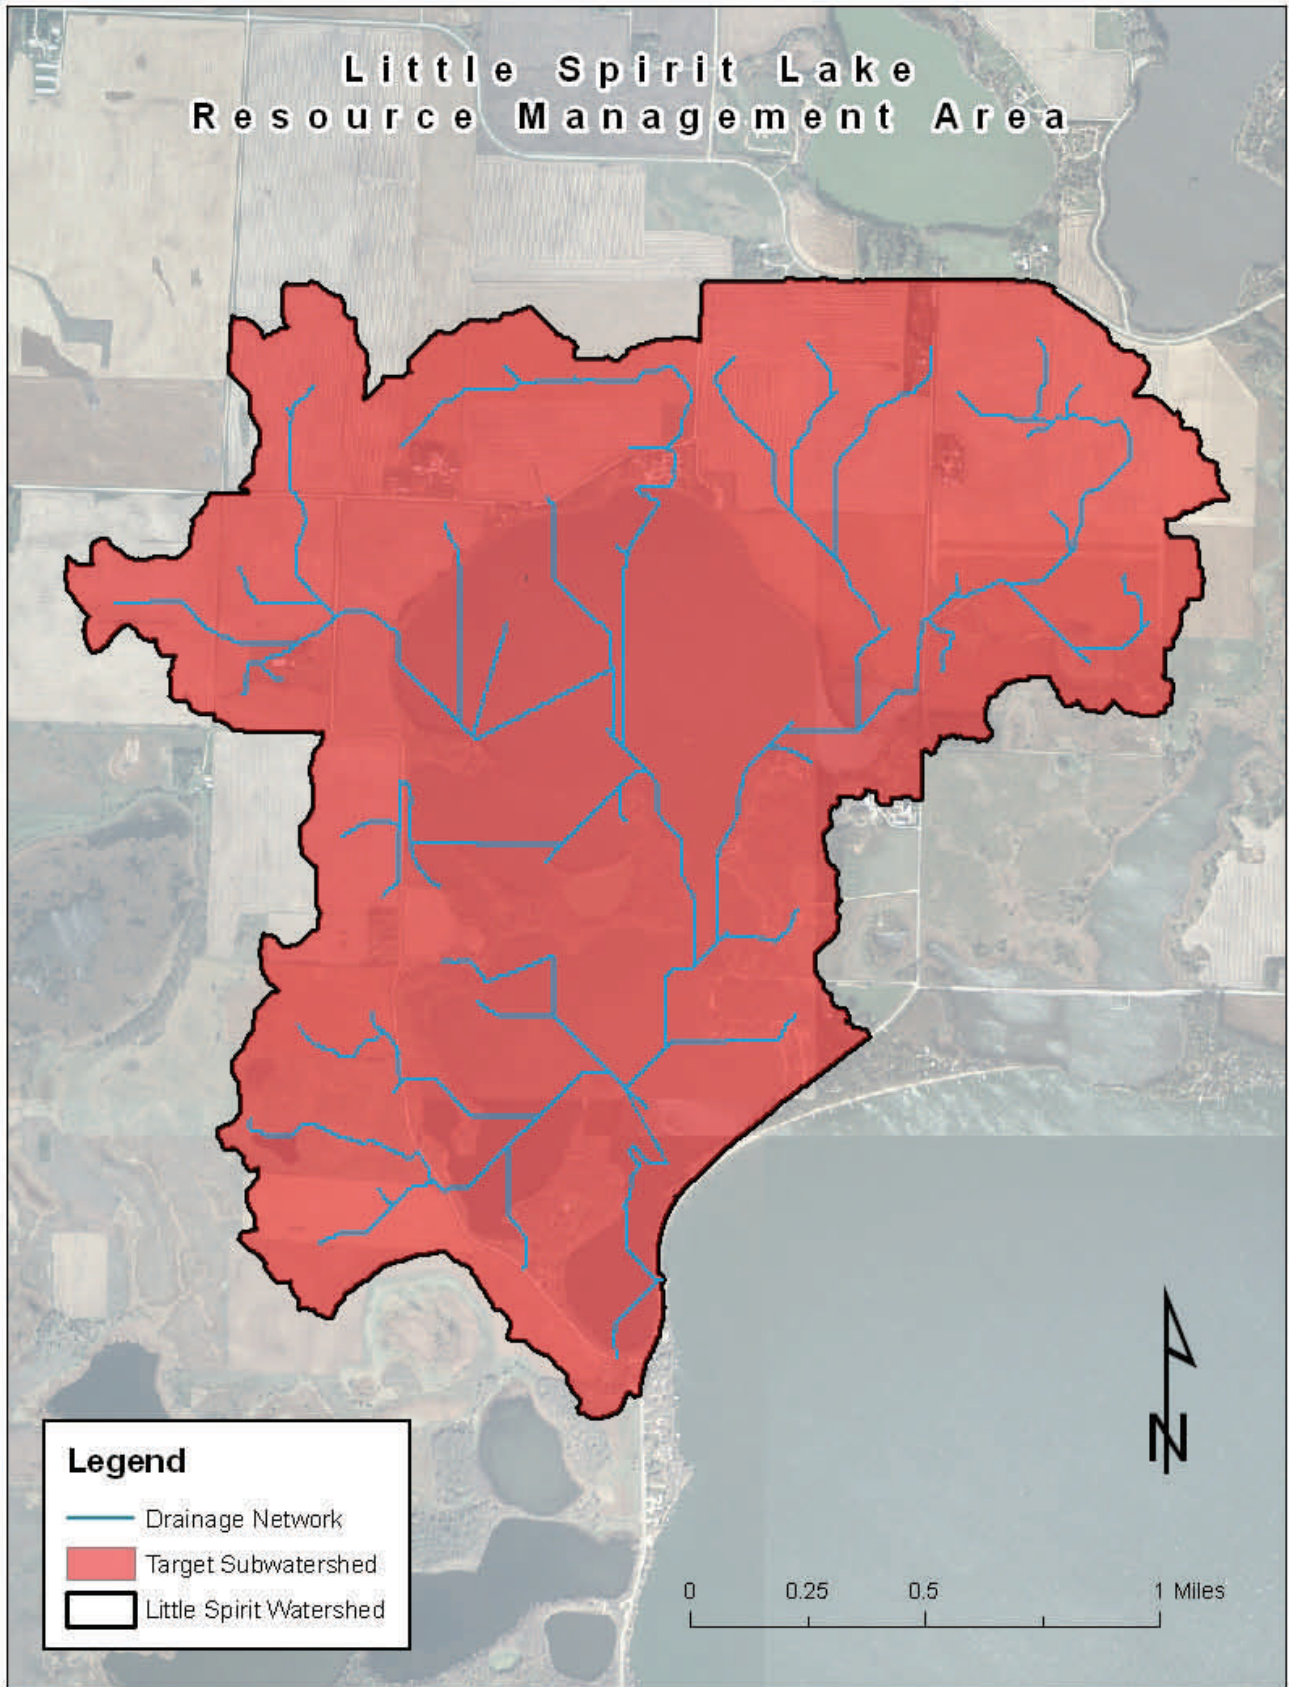 Little Spirit Lake
Resource Management Area
Legend
Drainage Network
Target Subwatershed
Little Spirit Watershed
N
0 0.25 0.5 1 Miles